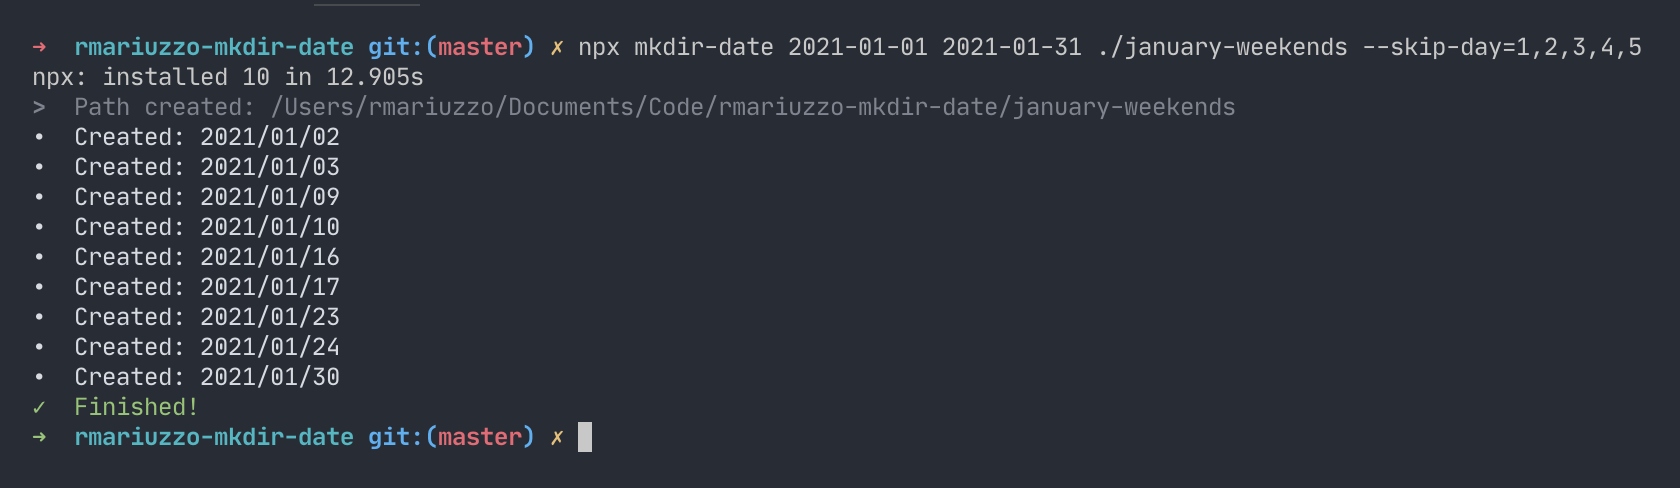 ➜  rmariuzzo-mkdir-date git:(master) ✗ npx mkdir-date 2021-01-01 2021-01-31 ./january-weekends --skip-day=1,2,3,4,5
npx: installed 10 in 12.905s
>  Path created: /Users/rmariuzzo/Documents/Code/rmariuzzo-mkdir-date/january-weekends
•  Created: 2021/01/02
•  Created: 2021/01/03
•  Created: 2021/01/09
•  Created: 2021/01/10
•  Created: 2021/01/16
•  Created: 2021/01/17
•  Created: 2021/01/23
•  Created: 2021/01/24
•  Created: 2021/01/30
✓  Finished!
➜  rmariuzzo-mkdir-date git:(master) ✗